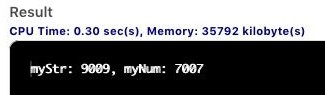 Result
CPU Time: 0.30 sec(s), Memory: 35792 kilobyte(s)
myStr: 9009, myNum: 7007